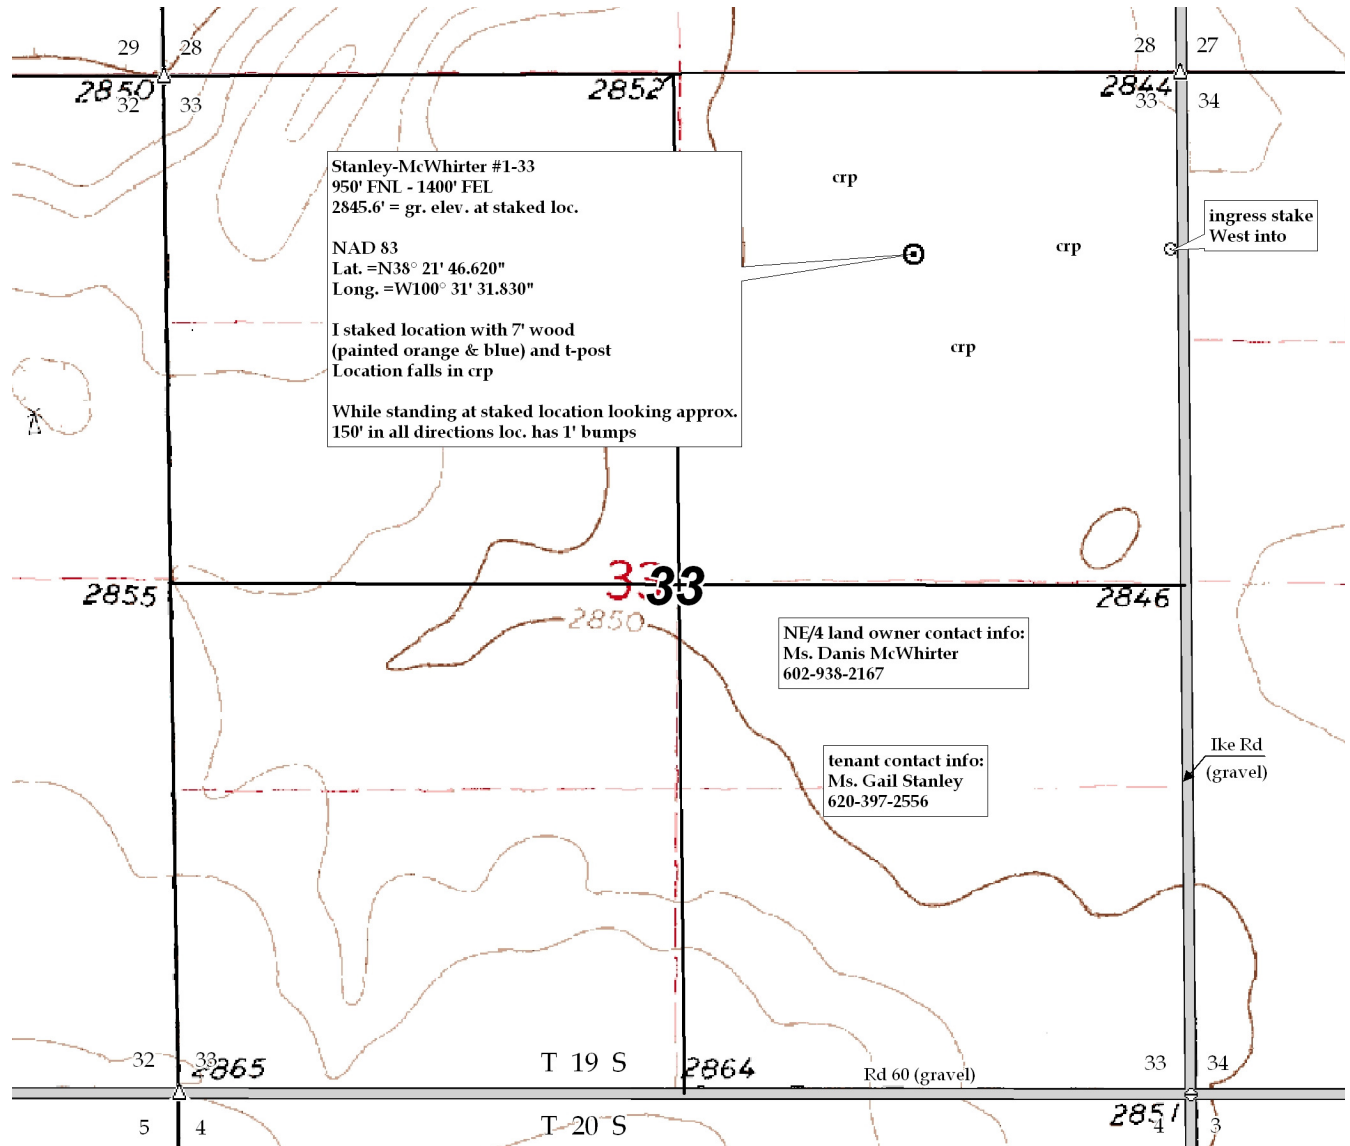 29 28
28 27
2850
2852
2844
32 33
33 34
Stanley-McWhirter #1-33
950' FNL - 1400' FEL
2845.6' = gr. elev. at staked loc.
NAD 83
Lat. =N38° 21' 46.620"
Long. =W100° 31' 31.830"
I staked location with 7' wood
(painted orange & blue) and t-post
Location falls in crp
While standing at staked location looking approx.
150' in all directions loc. has 1' bumps
crp
crp
crp
ingress stake
West into
2855
33
33
2846
2850
NE/4 land owner contact info:
Ms. Danis McWhirter
602-938-2167
Ike Rd
(gravel)
tenant contact info:
Ms. Gail Stanley
620-397-2556
32 33
2865
T 19 S
2864
Rd 60 (gravel)
33 34
2851
5 4
T 20 S
4 3